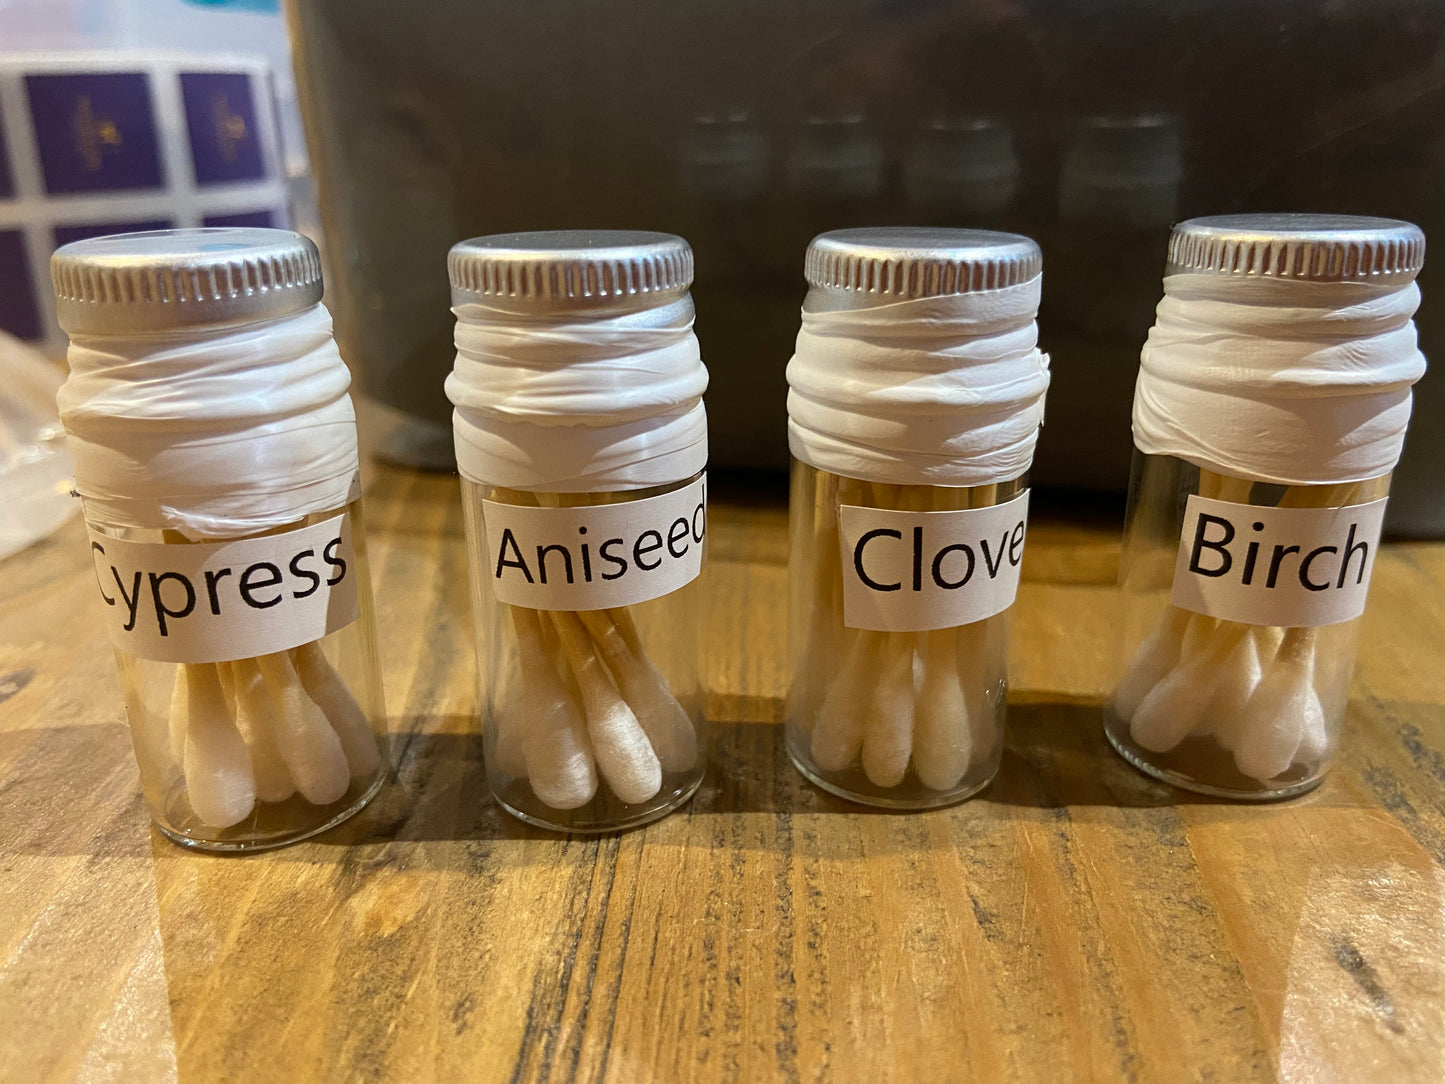 Cypress
Aniseed
Clove
Birch